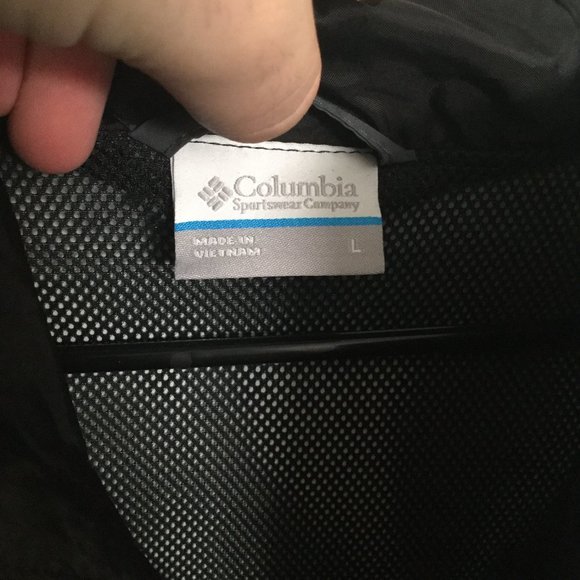 Columbia
Sportswear Company
MADE IN
VIETNAM
L